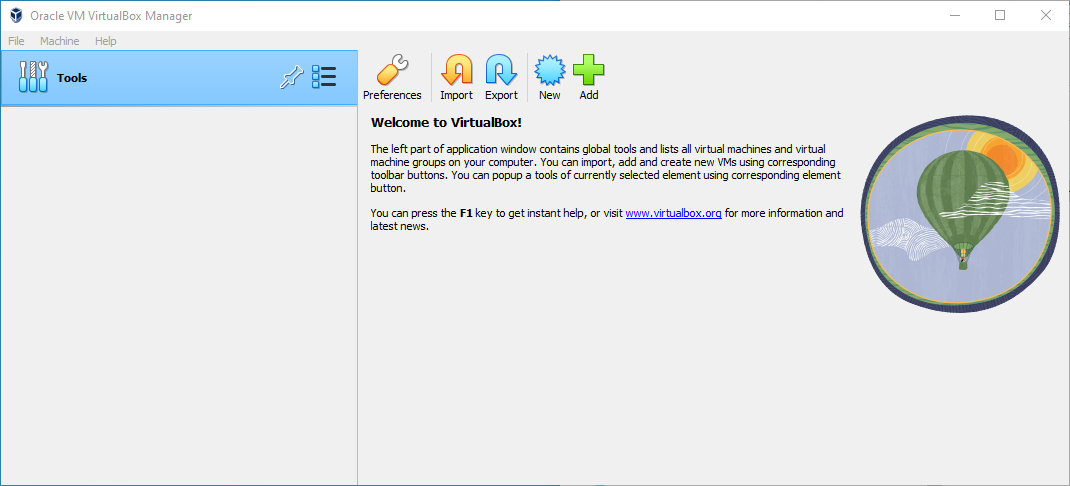 Oracle VM VirtualBox Manager
File Machine Help
Tools
Preferences Import Export New Add
Welcome to VirtualBox!
The left part of application window contains global tools and lists all virtual machines and virtual
machine groups on your computer. You can import, add and create new VMs using corresponding
toolbar buttons. You can popup a tools of currently selected element using corresponding element
button.
You can press the F1 key to get instant help, or visit www.virtualbox.org for more information and
latest news.